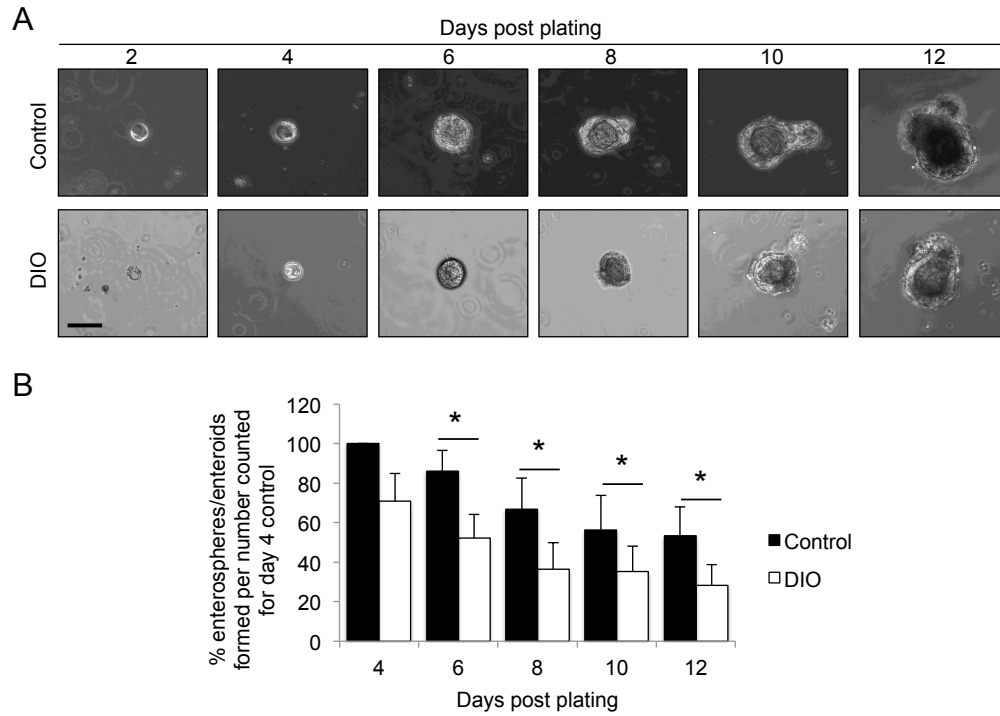 A
Days post plating
2 4 6 8 10 12
Control
DIO
B
% enterospheres/enteroids
formed per number counted
for day 4 control
120
100
80
60
40
20
0
* * * *
4 6 8 10 12
Days post plating
Control
DIO